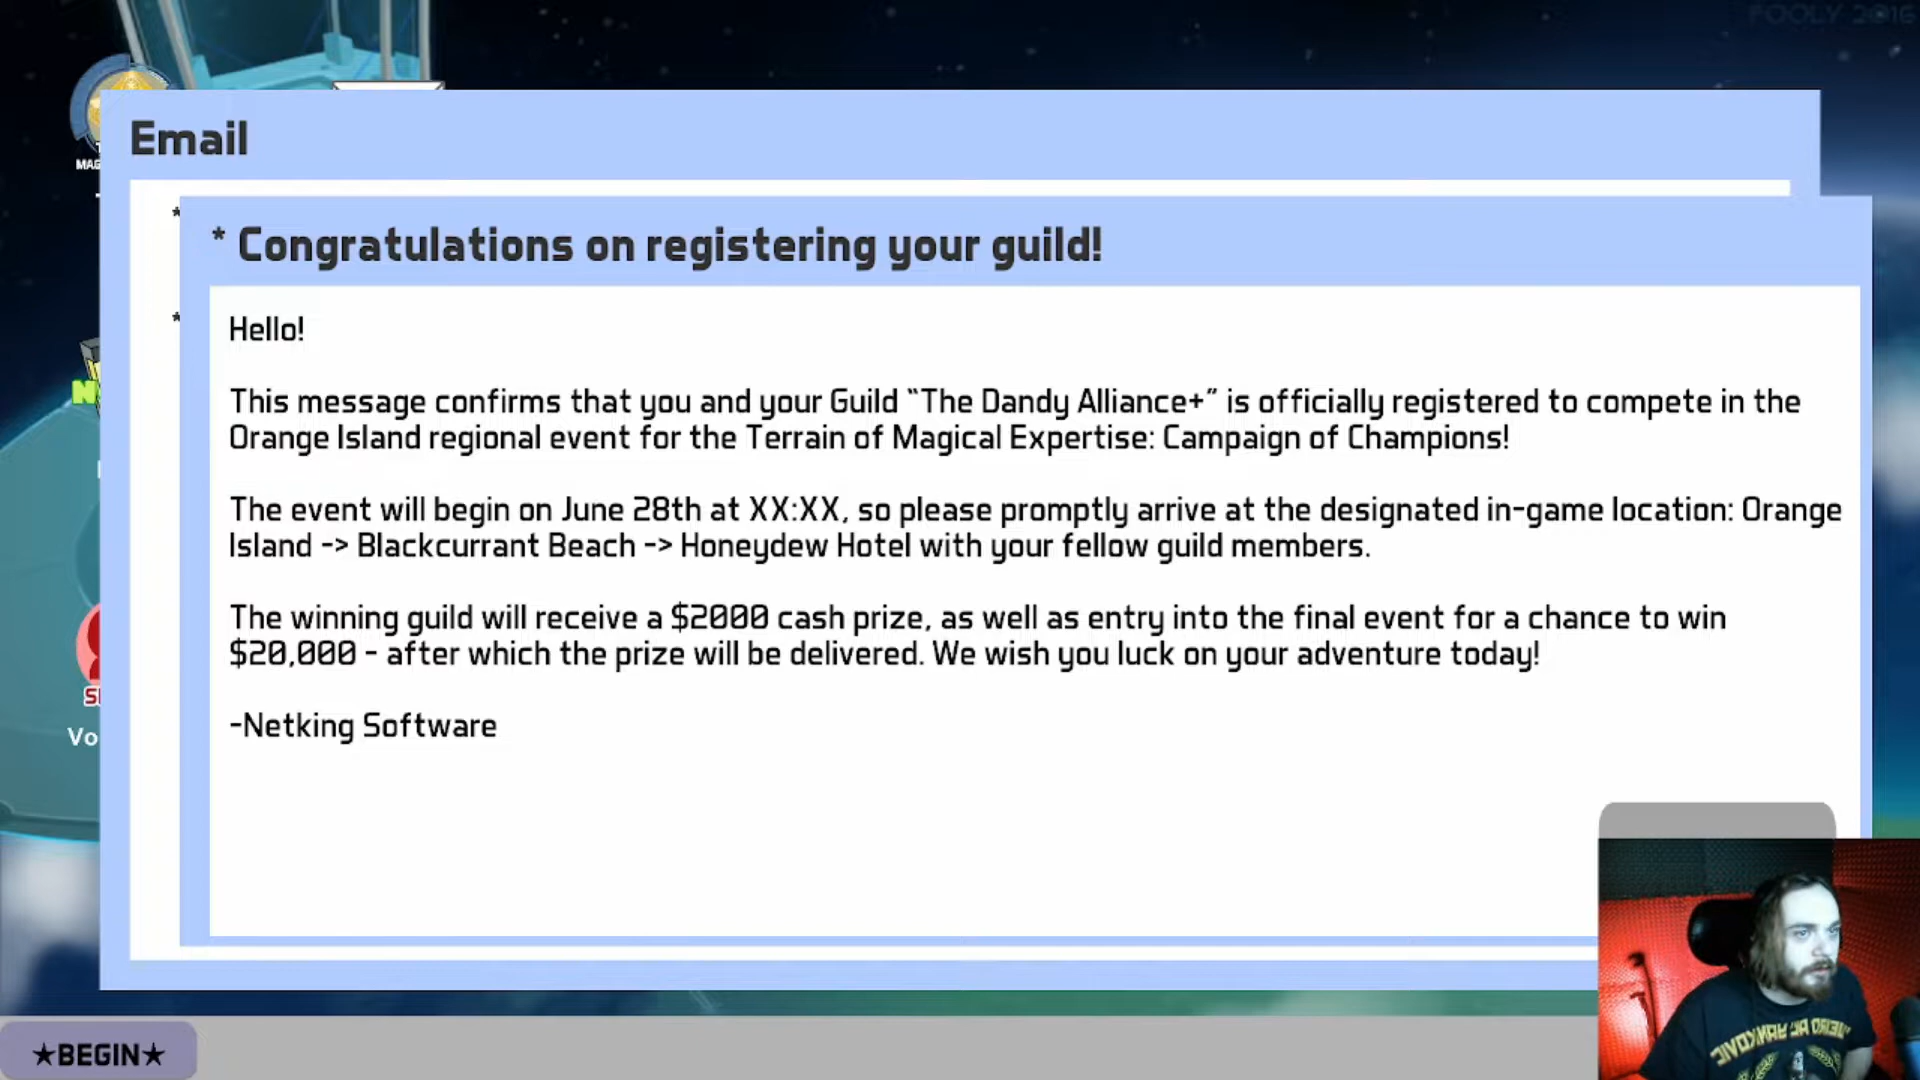 FOOLY 2016
MAG
Email
*
* Congratulations on registering your guild!
Hello!
*
This message confirms that you and your Guild “The Dandy Alliance+” is officially registered to compete in the
Orange Island regional event for the Terrain of Magical Expertise: Campaign of Champions!
The event will begin on June 28th at XX:XX, so please promptly arrive at the designated in-game location: Orange
Island -> Blackcurrant Beach -> Honeydew Hotel with your fellow guild members.
The winning guild will receive a $2000 cash prize, as well as entry into the final event for a chance to win
$20,000 - after which the prize will be delivered. We wish you luck on your adventure today!
-Netking Software
Vo
★BEGIN★